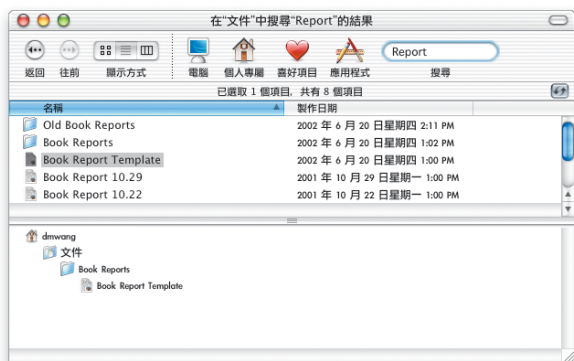 在“文件”中搜尋“Report”的結果
返回 往前 顯示方式 電腦 個人專屬 喜好項目 應用程式 Report 搜尋
已選取 1 個項目，共有 8 個項目
名稱 製作日期
Old Book Reports 2002 年 6 月 20 日星期四 2:11 PM
Book Reports 2002 年 6 月 20 日星期四 1:02 PM
Book Report Template 2002 年 6 月 20 日星期四 1:00 PM
Book Report 10.29 2001 年 10 月 29 日星期一 1:00 PM
Book Report 10.22 2001 年 10 月 22 日星期一 1:00 PM
dmwang
文件
Book Reports
Book Report Template